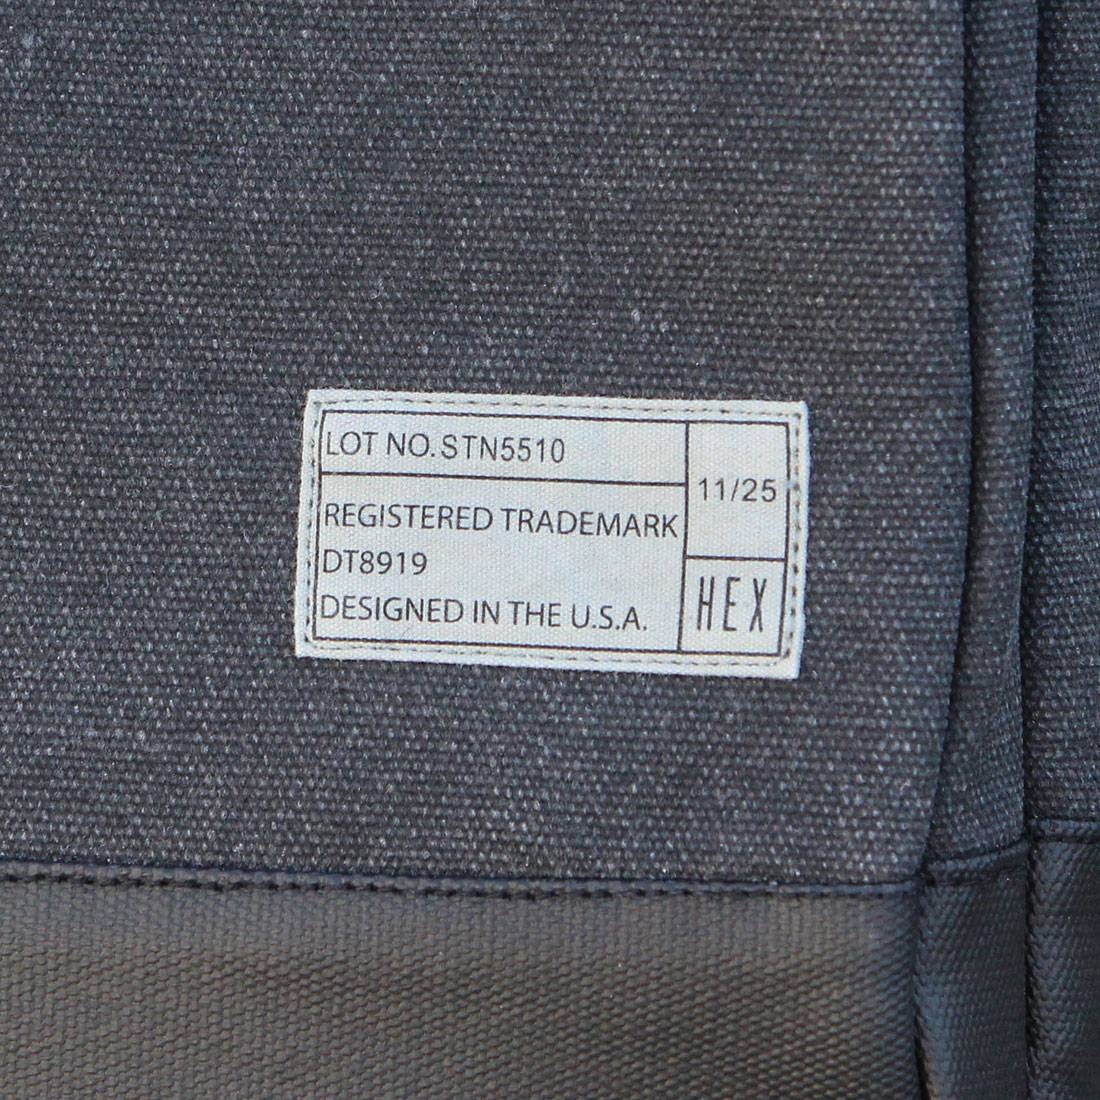 LOT NO. STN5510
11/25
REGISTERED TRADEMARK
DT8919
DESIGNED IN THE U.S.A.
HEX